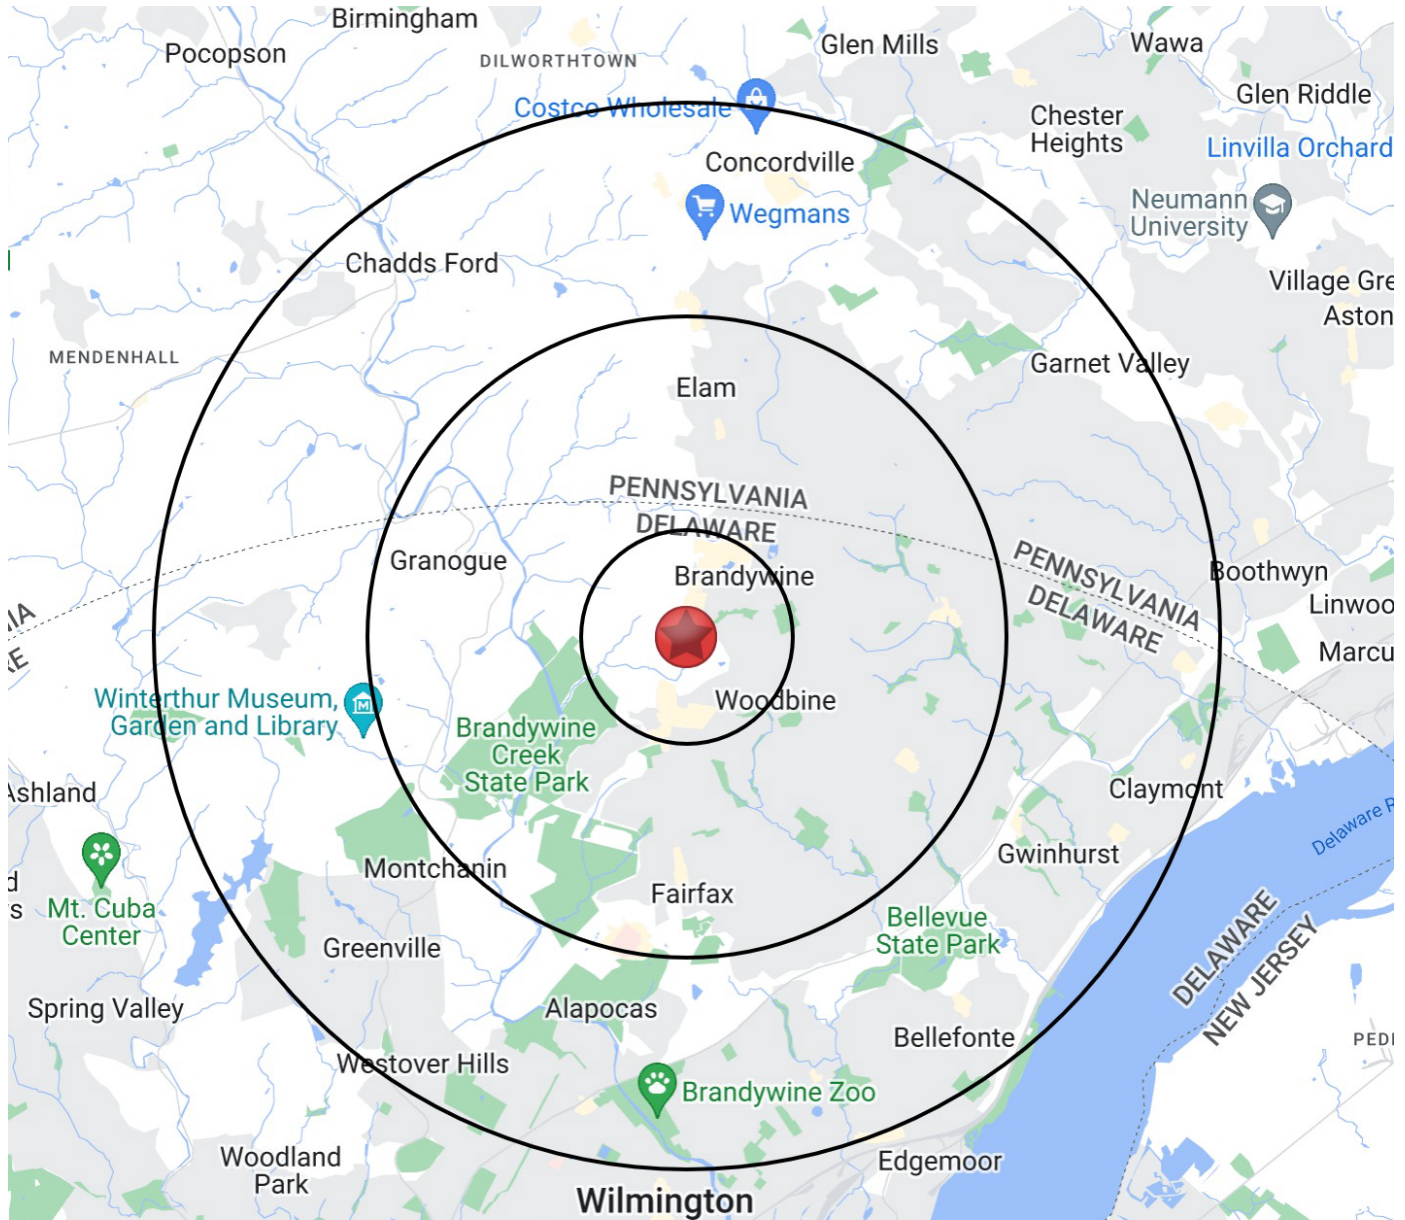 Birmingham
Pocopson
DILWORTHTOWN
Glen Mills
Wawa
Costco Wholesale
Glen Riddle
Chester
Heights
Linvilla Orchard
Concordville
Neumann
University
Wegmans
Chadds Ford
Village Gre
Aston
MENDENHALL
Garnet Valley
Elam
PENNSYLVANIA
DELAWARE
Granogue
Brandywine
PENNSYLVANIA
DELAWARE
Boothwyn
Linwoo
Marcu
IA
RE
Winterthur Museum,
Garden and Library
Woodbine
Brandywine
Creek
State Park
Ashland
Claymont
Delaware R
Montchanin
Gwinhurst
d
s
Mt. Cuba
Center
Fairfax
Bellevue
State Park
Greenville
DELAWARE
NEW JERSEY
Spring Valley
Alapocas
Bellefonte
PEDI
Westover Hills
Brandywine Zoo
Woodland
Park
Edgemoor
Wilmington